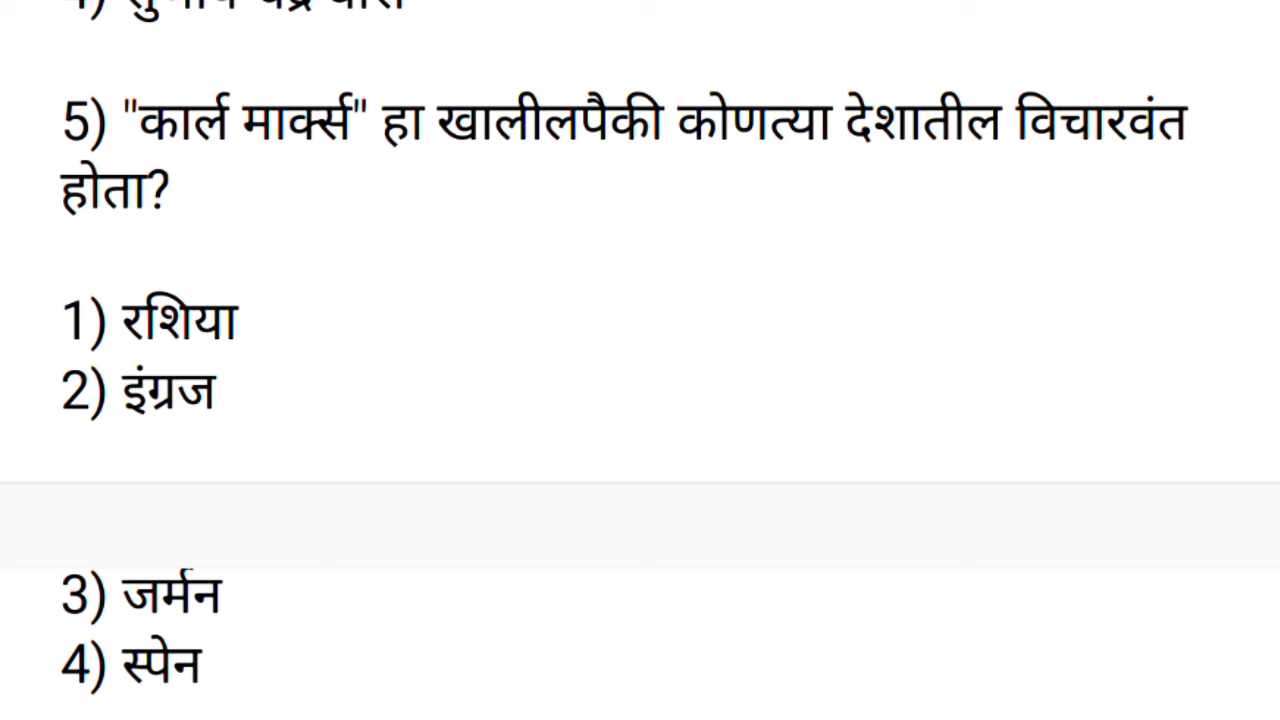 5) "कार्ल मार्क्स" हा खालीलपैकी कोणत्या देशातील विचारवंत
होता?
1) रशिया
2) इंग्रज
3) जर्मन
4) स्पेन